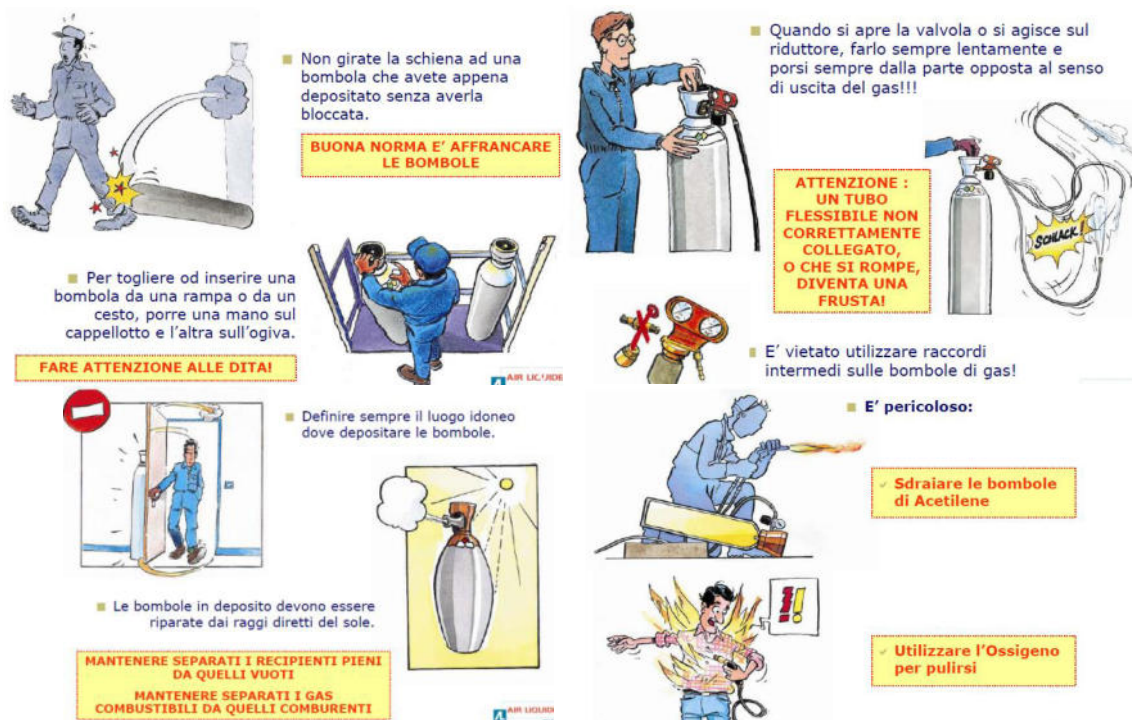 Non girate la schiena ad una
bombola che avete appena
depositato senza averla
bloccata.
BUONA NORMA E' AFFRANCARE
LE BOMBOLE
Per togliere od inserire una
bombola da una rampa o da un
cesto, porre una mano sul
cappellotto e l'altra sull'ogiva.
FARE ATTENZIONE ALLE DITA!
AIR LIQUIDE
Quando si apre la valvola o si agisce sul
riduttore, farlo sempre lentamente e
porsi sempre dalla parte opposta al senso
di uscita del gas!!!
ATTENZIONE :
UN TUBO
FLESSIBILE NON
CORRETTAMENTE
COLLEGATO,
O CHE SI ROMPE,
DIVENTA UNA
FRUSTA!
SCHLACK!
E' vietato utilizzare raccordi
intermedi sulle bombole di gas!
Definire sempre il luogo idoneo
dove depositare le bombole.
Le bombole in deposito devono essere
riparate dai raggi diretti del sole.
MANTENERE SEPARATI I RECIPIENTI PIENI
DA QUELLI VUOTI
MANTENERE SEPARATI I GAS
COMBUSTIBILI DA QUELLI COMBURENTI
AIR LIQUIDE
E' pericoloso:
Sdraiare le bombole
di Acetilene
!!
Utilizzare l'Ossigeno
per pulirsi